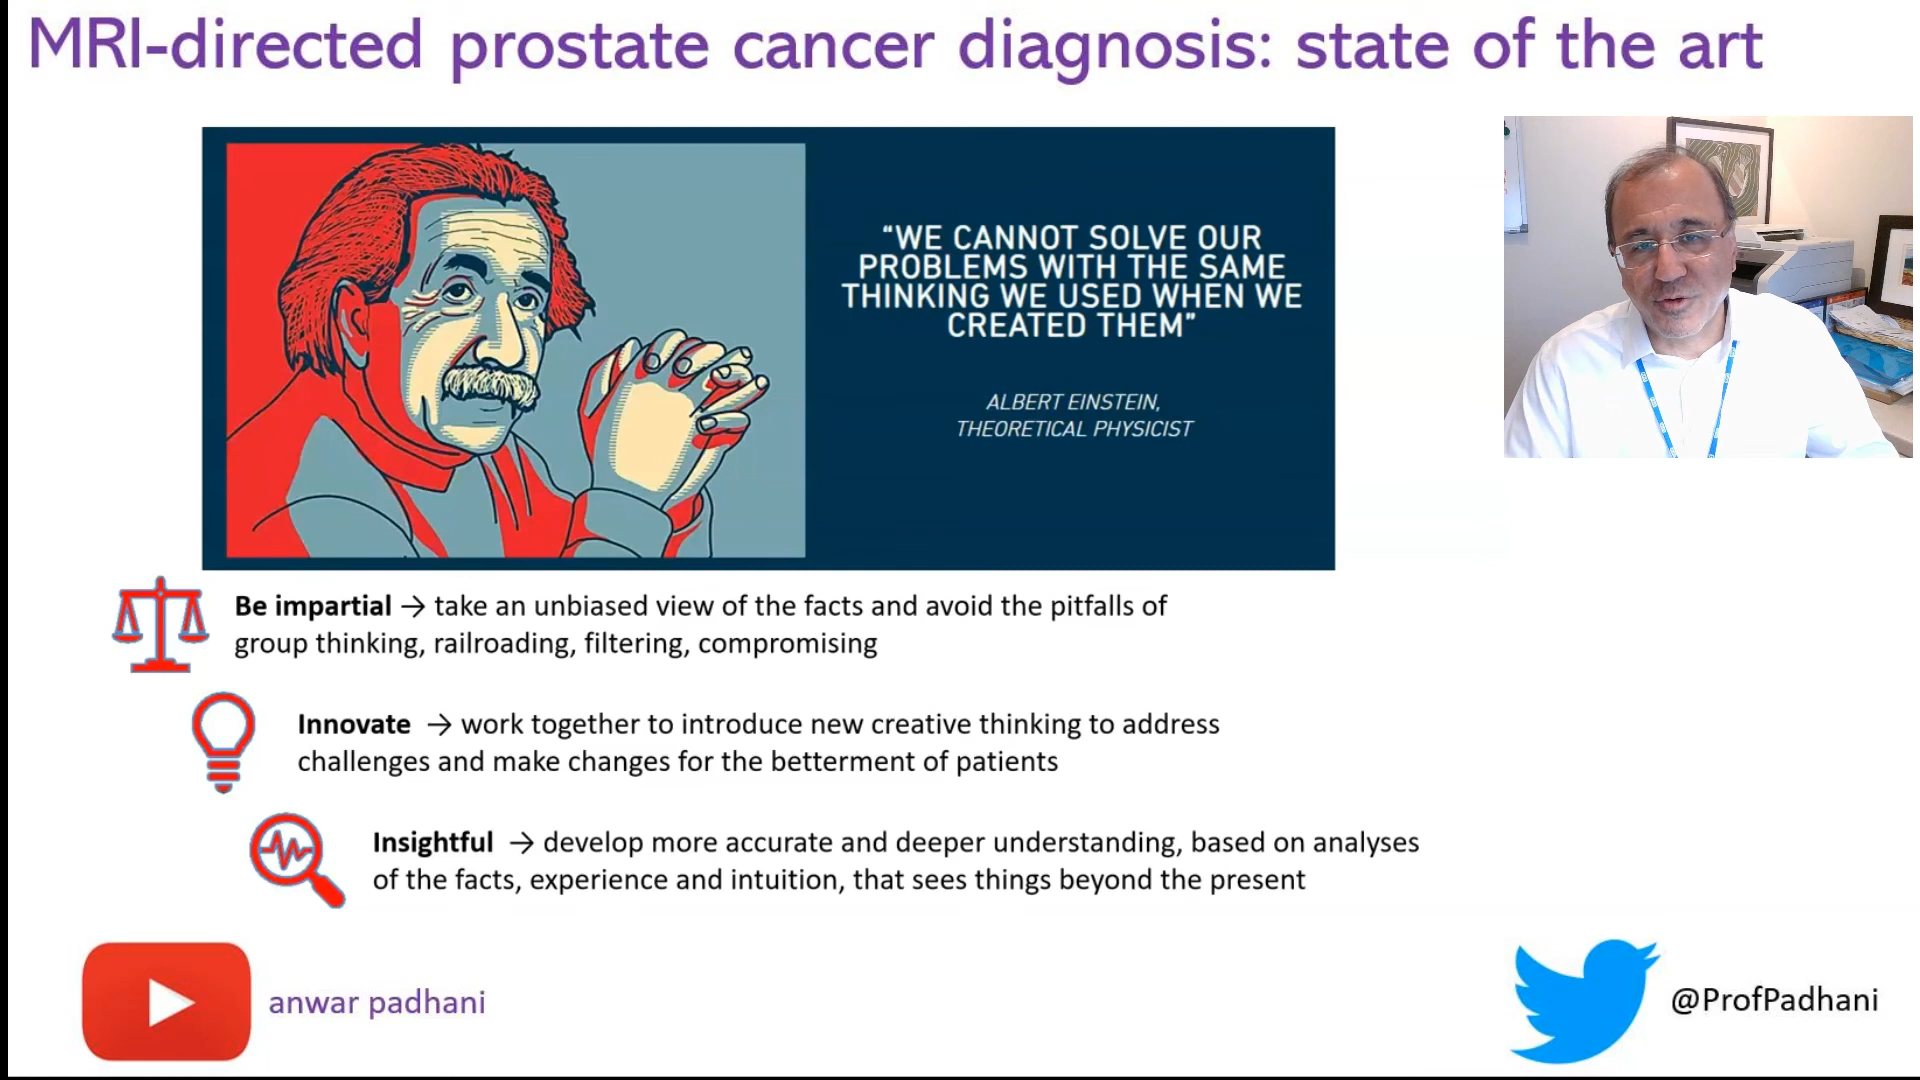 MRI-directed prostate cancer diagnosis: state of the art
“WE CANNOT SOLVE OUR
PROBLEMS WITH THE SAME
THINKING WE USED WHEN WE
CREATED THEM”
ALBERT EINSTEIN,
THEORETICAL PHYSICIST
Be impartial → take an unbiased view of the facts and avoid the pitfalls of
group thinking, railroading, filtering, compromising
Innovate → work together to introduce new creative thinking to address
challenges and make changes for the betterment of patients
Insightful → develop more accurate and deeper understanding, based on analyses
of the facts, experience and intuition, that sees things beyond the present
anwar padhani
@ProfPadhani